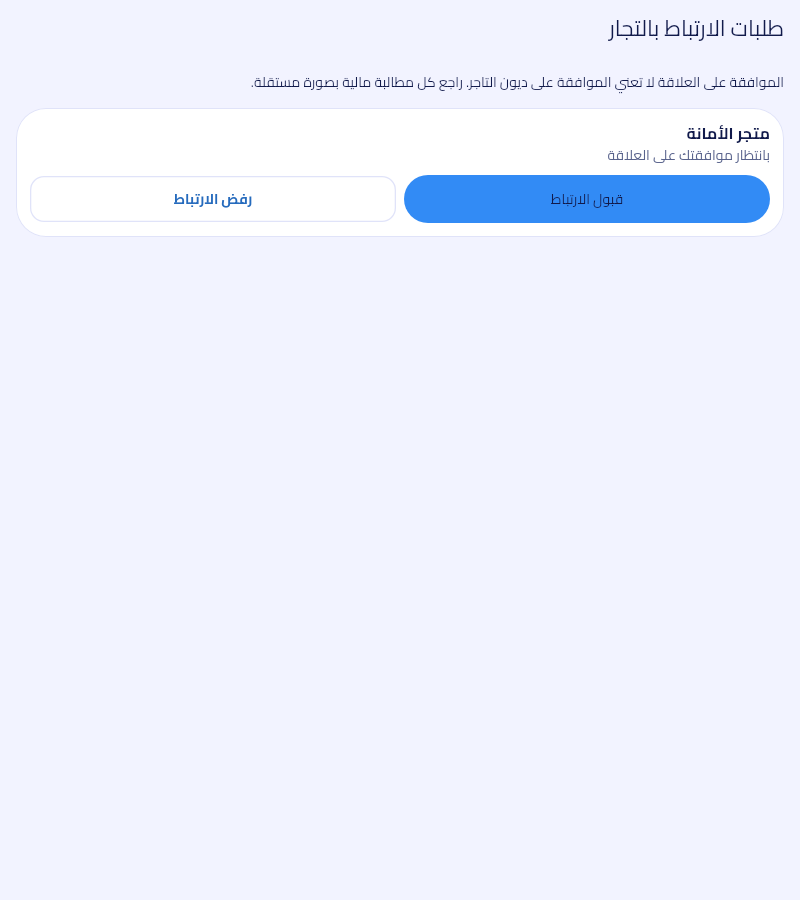 طلبات الارتباط بالتجار
الموافقة على العلاقة لا تعني الموافقة على ديون التاجر. راجع كل مطالبة مالية بصورة مستقلة.
متجر الأمانة
بانتظار موافقتك على العلاقة
قبول الارتباط
رفض الارتباط